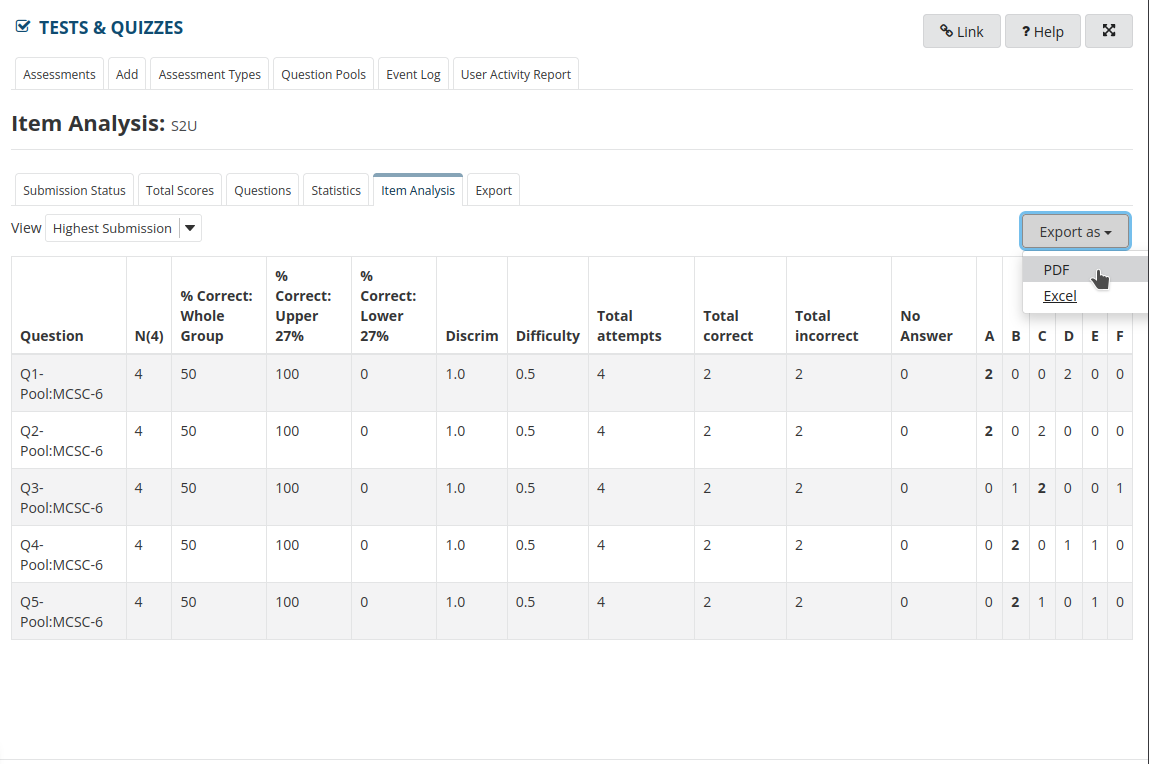 TESTS & QUIZZES
Link ? Help
Assessments Add Assessment Types Question Pools Event Log User Activity Report
Item Analysis: S2U
Submission Status Total Scores Questions Statistics Item Analysis Export
View Highest Submission Export as
PDF
Excel
Question N(4) % Correct: Whole Group % Correct: Upper 27% % Correct: Lower 27% Discrim Difficulty Total attempts Total correct Total incorrect No Answer A B C D E F
Q1-Pool:MCSC-6 4 50 100 0 1.0 0.5 4 2 2 0 2 0 0 2 0 0
Q2-Pool:MCSC-6 4 50 100 0 1.0 0.5 4 2 2 0 2 0 2 0 0 0
Q3-Pool:MCSC-6 4 50 100 0 1.0 0.5 4 2 2 0 0 1 2 0 0 1
Q4-Pool:MCSC-6 4 50 100 0 1.0 0.5 4 2 2 0 0 2 0 1 1 0
Q5-Pool:MCSC-6 4 50 100 0 1.0 0.5 4 2 2 0 0 2 1 0 1 0